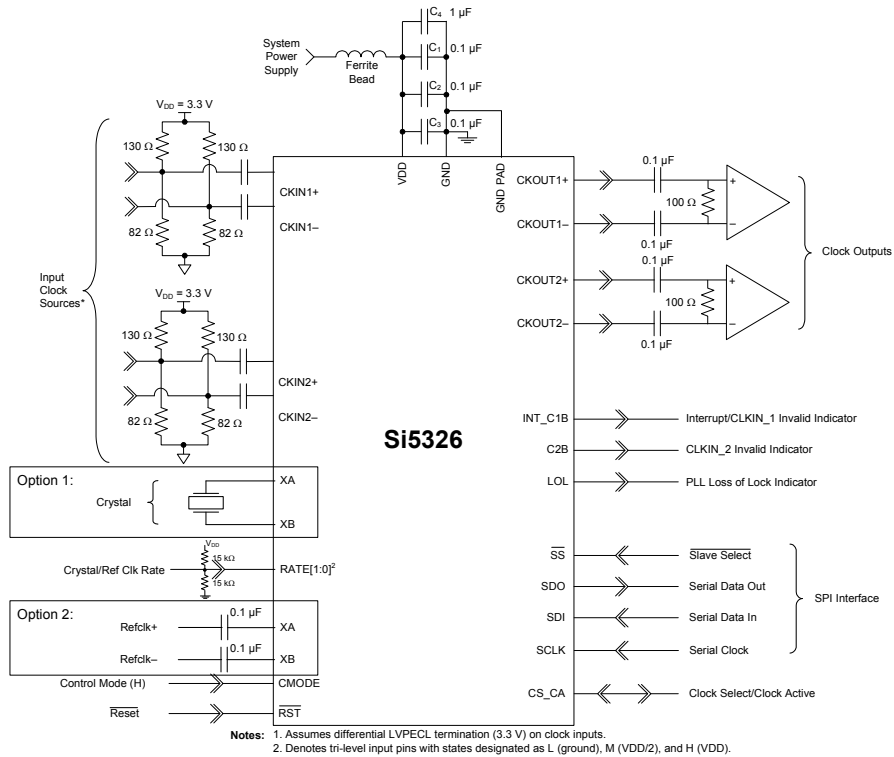 C4 1 µF
System
Power
Supply
Ferrite
Bead
C1 0.1 µF
C2 0.1 µF
C3 0.1 µF
VDD = 3.3 V
130 Ω 130 Ω
82 Ω 82 Ω
CKIN1+
CKIN1–
VDD
GND
GND PAD
Input
Clock
Sources*
VDD = 3.3 V
130 Ω 130 Ω
82 Ω 82 Ω
CKIN2+
CKIN2–
Si5326
CKOUT1+
0.1 µF
100 Ω
+
–
CKOUT1–
0.1 µF
CKOUT2+
0.1 µF
100 Ω
+
–
CKOUT2–
0.1 µF
Clock Outputs
INT_C1B Interrupt/CLKIN_1 Invalid Indicator
C2B CLKIN_2 Invalid Indicator
LOL PLL Loss of Lock Indicator
Option 1:
Crystal
XA
XB
VDD
15 kΩ
15 kΩ
Crystal/Ref Clk Rate
RATE[1:0]2
Option 2:
Refclk+ 0.1 µF XA
Refclk– 0.1 µF XB
Control Mode (H) CMODE
Reset RST
SS Slave Select
SDO Serial Data Out
SDI Serial Data In
SCLK Serial Clock
SPI Interface
CS_CA Clock Select/Clock Active
Notes: 1. Assumes differential LVPECL termination (3.3 V) on clock inputs.
2. Denotes tri-level input pins with states designated as L (ground), M (VDD/2), and H (VDD).